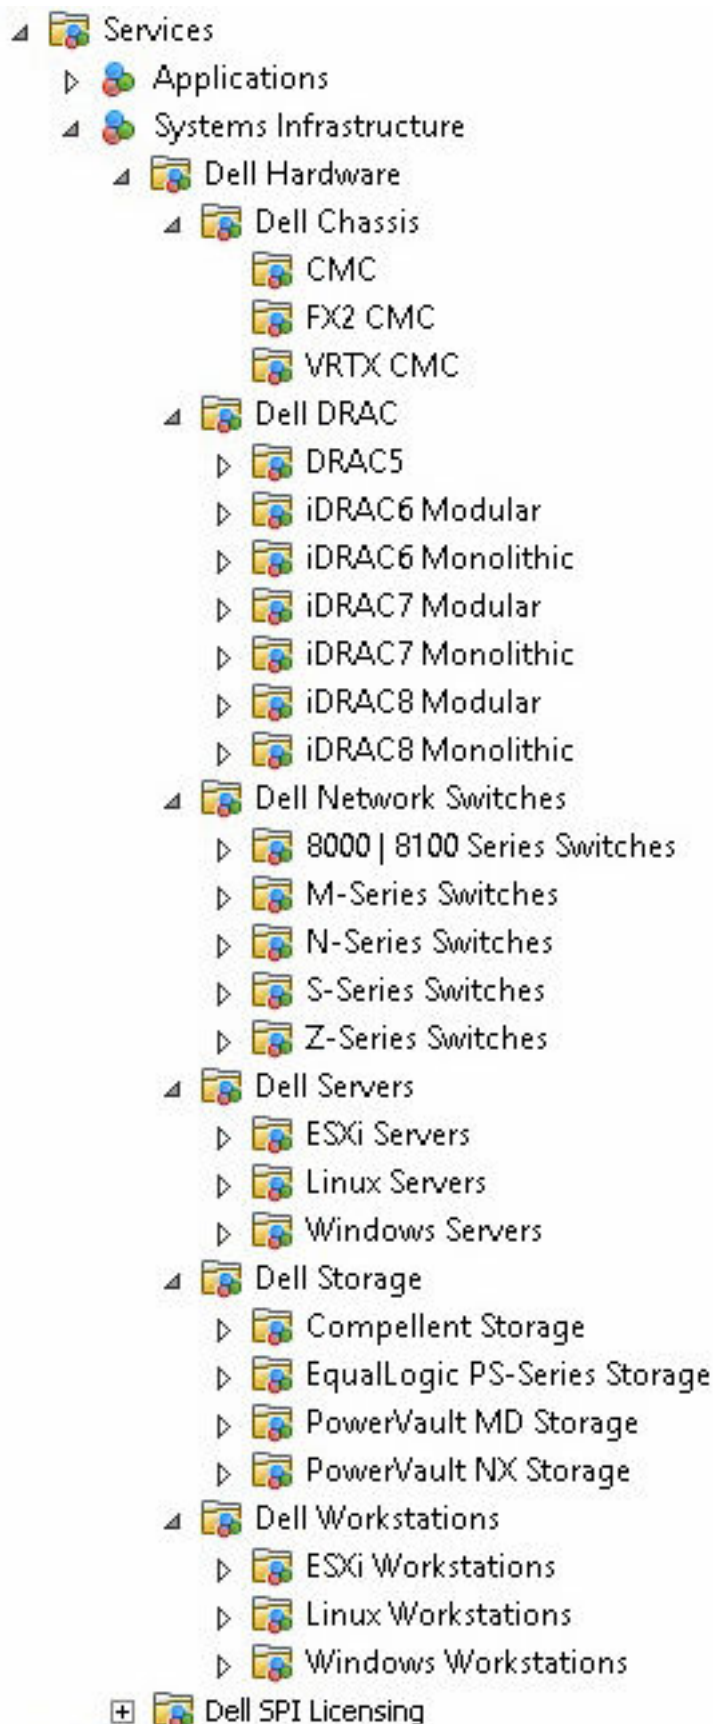 Services
Applications
Systems Infrastructure
Dell Hardware
Dell Chassis
CMC
FX2 CMC
VRTX CMC
Dell DRAC
DRAC5
iDRAC6 Modular
iDRAC6 Monolithic
iDRAC7 Modular
iDRAC7 Monolithic
iDRAC8 Modular
iDRAC8 Monolithic
Dell Network Switches
8000 | 8100 Series Switches
M-Series Switches
N-Series Switches
S-Series Switches
Z-Series Switches
Dell Servers
ESXi Servers
Linux Servers
Windows Servers
Dell Storage
Compellent Storage
EqualLogic PS-Series Storage
PowerVault MD Storage
PowerVault NX Storage
Dell Workstations
ESXi Workstations
Linux Workstations
Windows Workstations
Dell SPI Licensing